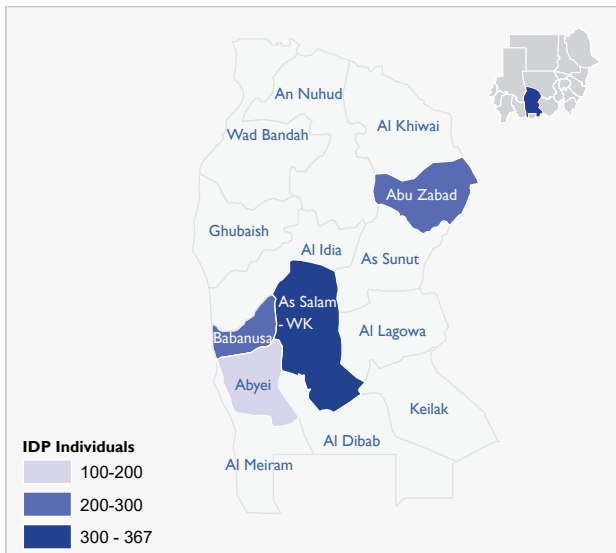 An Nuhud
Al Khiwai
Wad Bandah
Abu Zabad
Ghubaish
Al Idia
As Sunut
As Salam
- WK
Babanusa
Al Lagowa
Abyei
Keilak
Al Dibab
Al Meiram
IDP Individuals
100-200
200-300
300 - 367